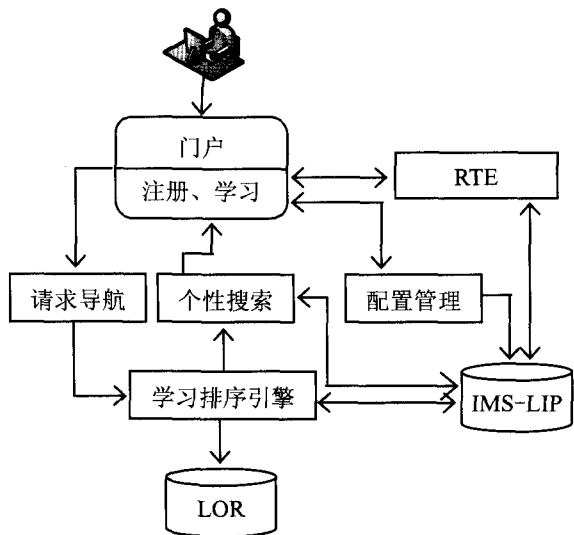 门户
注册、学习
RTE
请求导航
个性搜索
配置管理
学习排序引擎
IMS-LIP
LOR